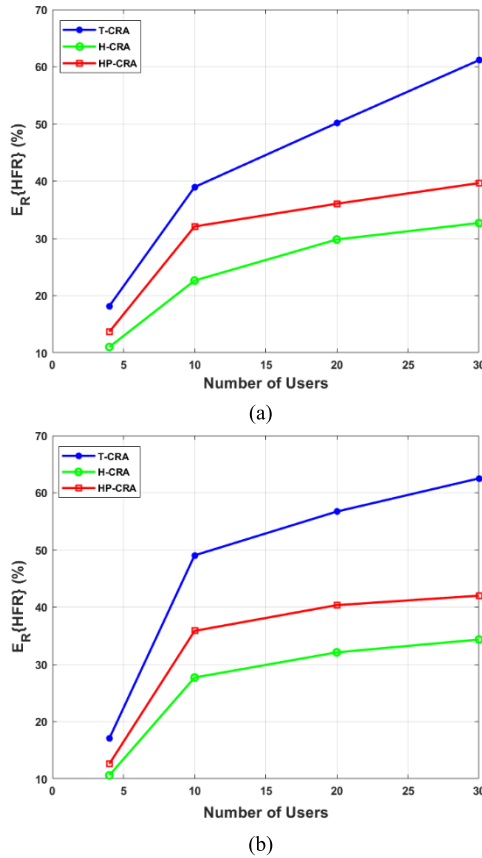 70
60
50
40
30
20
10
E_R{HFR} (%)
T-CRA
H-CRA
HP-CRA
0 5 10 15 20 25 30
Number of Users
(a)
70
60
50
40
30
20
10
E_R{HFR} (%)
T-CRA
H-CRA
HP-CRA
0 5 10 15 20 25 30
Number of Users
(b)